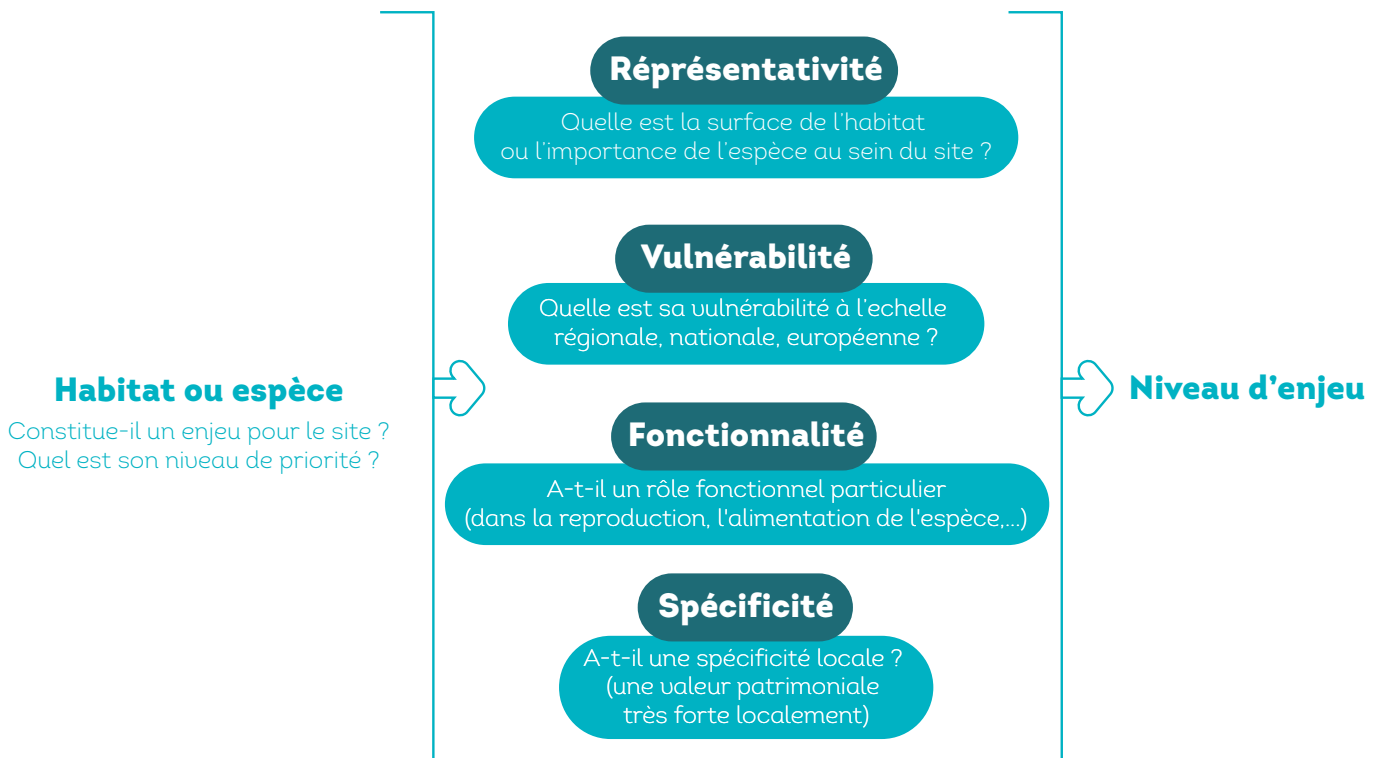 Réprésentativité
Quelle est la surface de l'habitat
ou l'importance de l'espèce au sein du site ?
Vulnérabilité
Quelle est sa vulnérabilité à l'echelle
régionale, nationale, européenne ?
Habitat ou espèce
Constitue-il un enjeu pour le site ?
Quel est son niveau de priorité ?
Niveau d'enjeu
Fonctionnalité
A-t-il un rôle fonctionnel particulier
(dans la reproduction, l'alimentation de l'espèce,...)
Spécificité
A-t-il une spécificité locale ?
(une valeur patrimoniale
très forte localement)